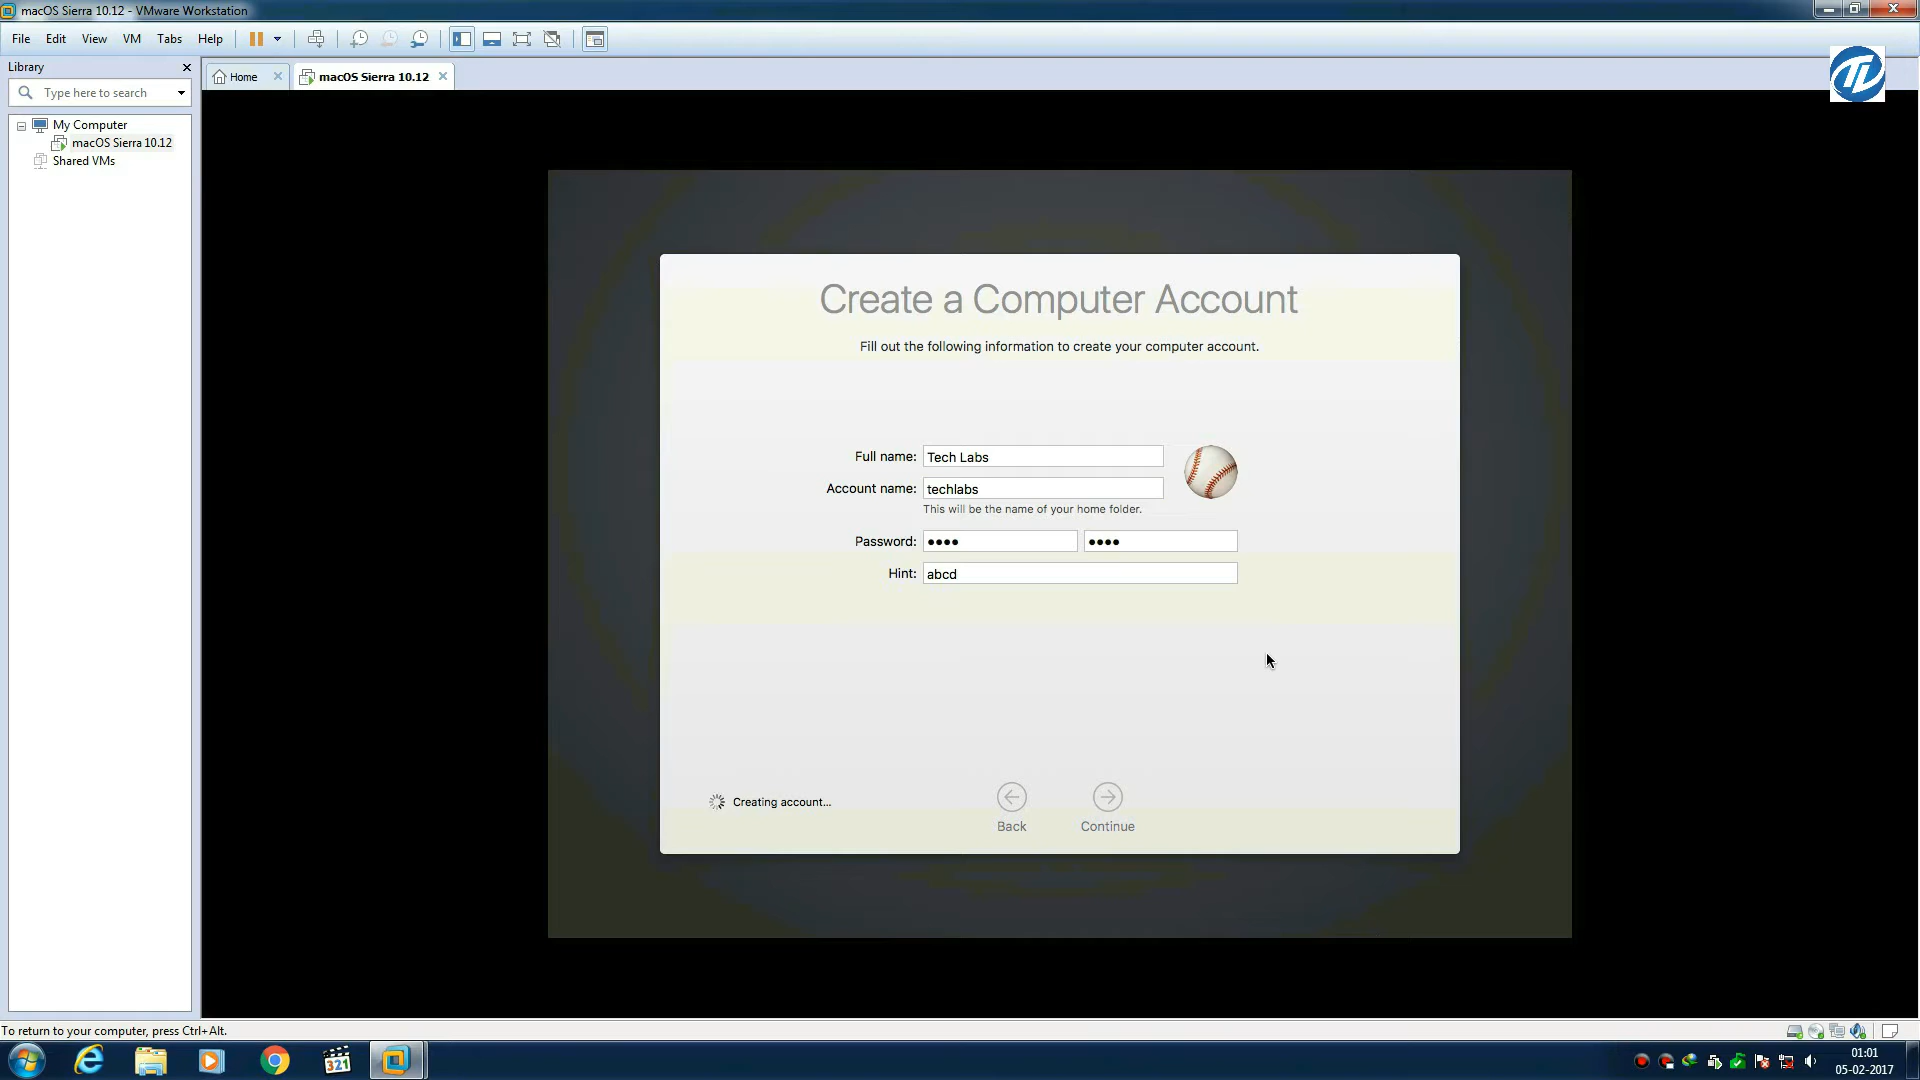 macOS Sierra 10.12 - VMware Workstation
File Edit View VM Tabs Help
Library
Home
macOS Sierra 10.12
Type here to search
My Computer
macOS Sierra 10.12
Shared VMs
Create a Computer Account
Fill out the following information to create your computer account.
Full name: Tech Labs
Account name: techlabs
This will be the name of your home folder.
Password: •••• ••••
Hint: abcd
Creating account...
Back
Continue
To return to your computer, press Ctrl+Alt.
321
01:01
05-02-2017